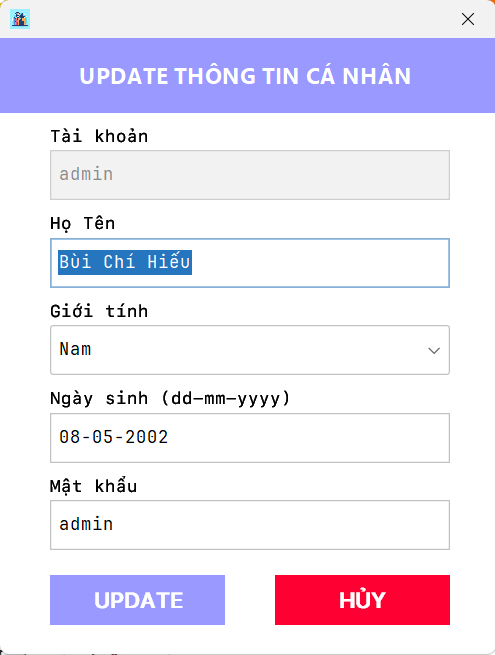 UPDATE THÔNG TIN CÁ NHÂN
Tài khoản
admin
Họ Tên
Bùi Chí Hiếu
Giới tính
Nam
Ngày sinh (dd-mm-yyyy)
08-05-2002
Mật khẩu
admin
UPDATE
HỦY